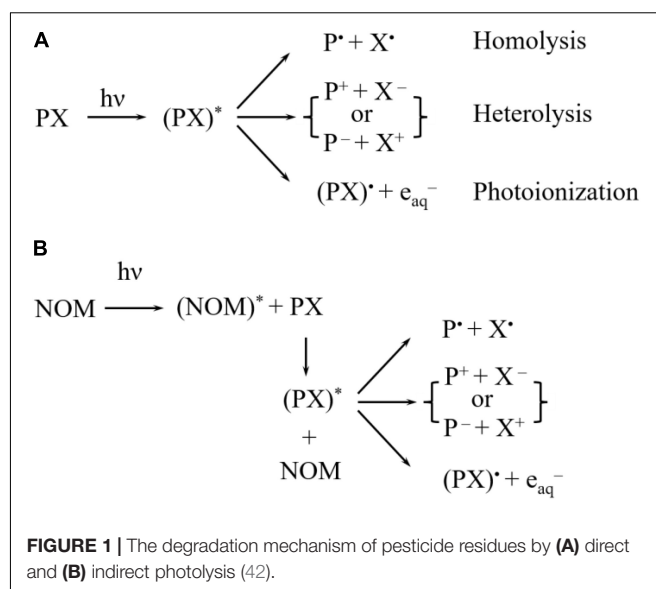 A
P• + X• Homolysis
P⁺ + X⁻
PX hν (PX)* or Heterolysis
P⁻ + X⁺
(PX)• + eₐq⁻ Photoionization
B
hν
NOM (NOM)* + PX
P• + X•
P⁺ + X⁻
(PX)* or
P⁻ + X⁺
+
NOM (PX)• + eₐq⁻
FIGURE 1 | The degradation mechanism of pesticide residues by (A) direct
and (B) indirect photolysis (42).